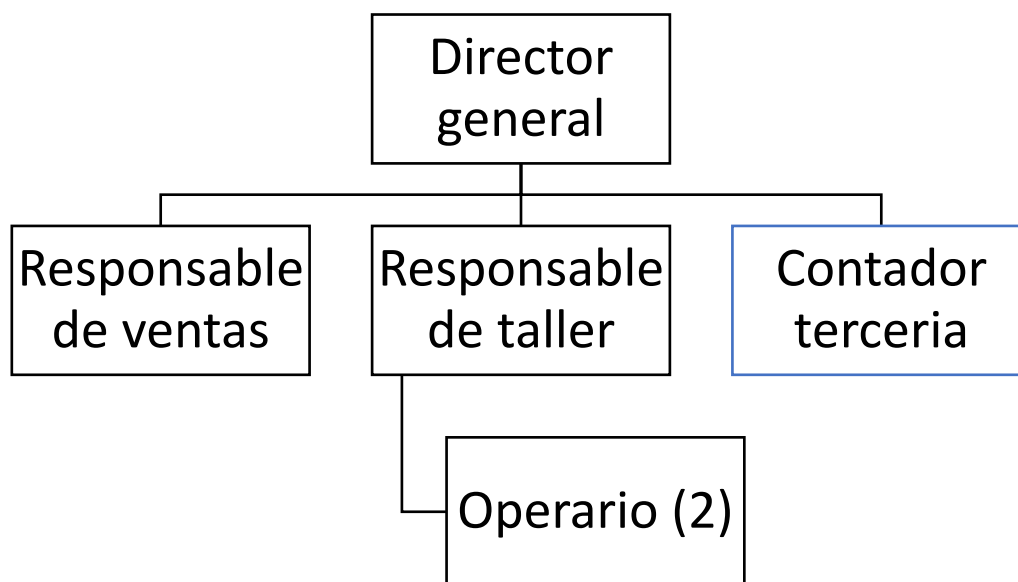 Director
general
Responsable
de ventas
Responsable
de taller
Contador
terceria
Operario (2)